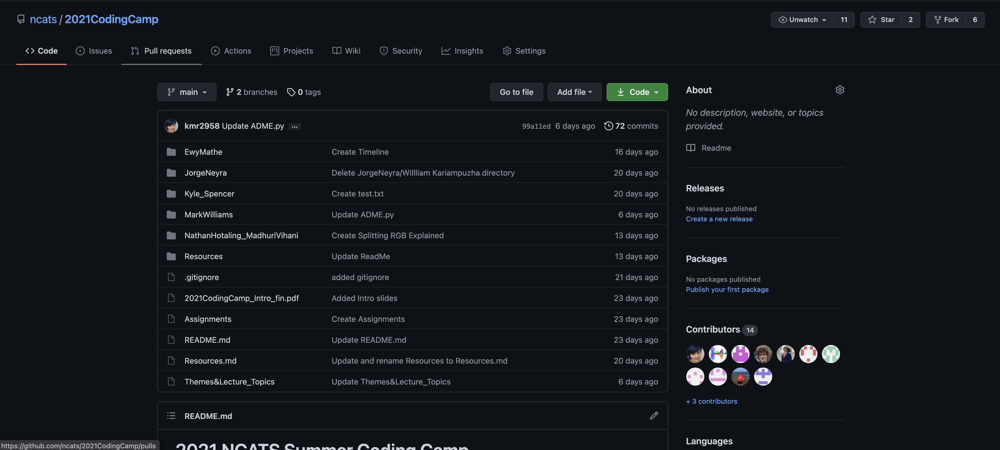 ncats / 2021CodingCamp
Unwatch 11 Star 2 Fork 6
Code Issues Pull requests Actions Projects Wiki Security Insights Settings
main 2 branches 0 tags Go to file Add file Code
kmr2958 Update ADME.py ... 99a11ed 6 days ago 72 commits
EwyMathe Create Timeline 16 days ago
JorgeNeyra Delete JorgeNeyra/Willliam Kariampuzha directory 20 days ago
Kyle_Spencer Create test.txt 20 days ago
MarkWilliams Update ADME.py 6 days ago
NathanHotaling_MadhuriVihani Create Splitting RGB Explained 13 days ago
Resources Update ReadMe 13 days ago
.gitignore added gitignore 21 days ago
2021CodingCamp_Intro_fin.pdf Added Intro slides 23 days ago
Assignments Create Assignments 23 days ago
README.md Update README.md 23 days ago
Resources.md Update and rename Resources to Resources.md 20 days ago
Themes&Lecture_Topics Update Themes&Lecture_Topics 6 days ago
README.md
2021 NCATS Summer Coding Camp
About
No description, website, or topics
provided.
Readme
Releases
No releases published
Create a new release
Packages
No packages published
Publish your first package
Contributors 14
+ 3 contributors
Languages
https://github.com/ncats/2021CodingCamp/pulls